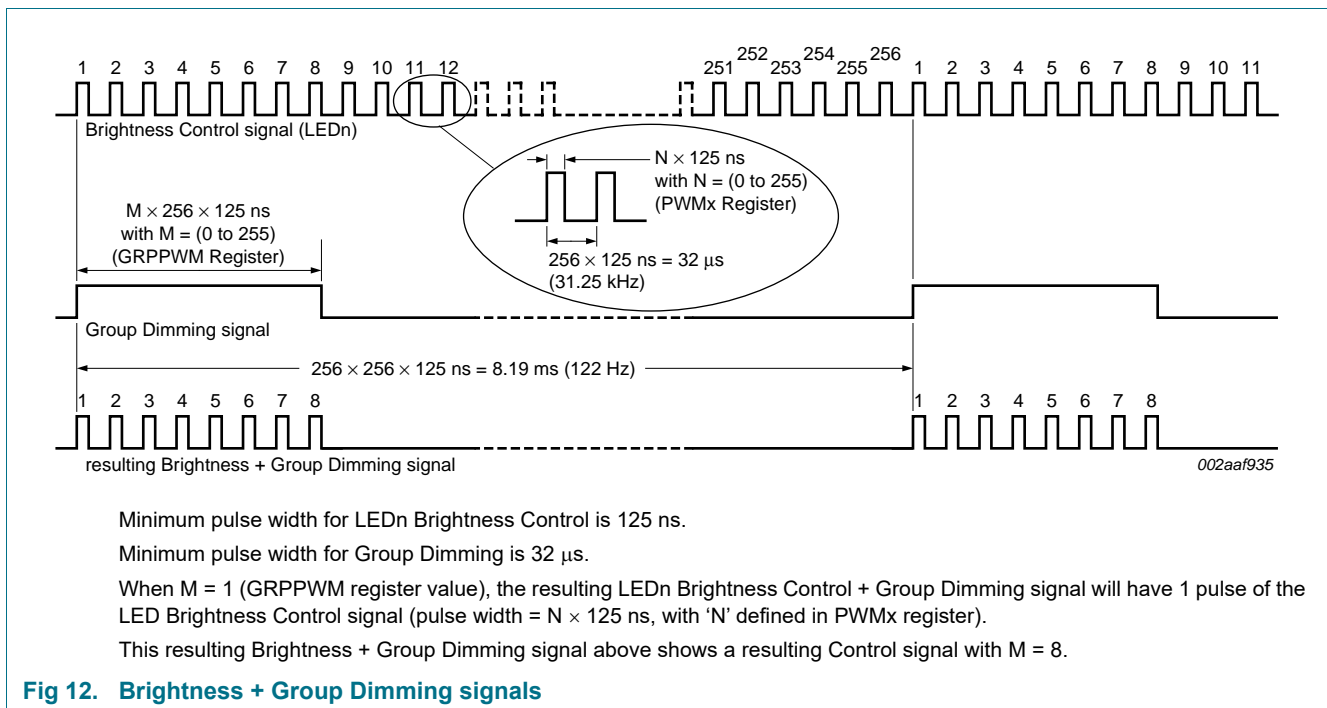 1 2 3 4 5 6 7 8 9 10 11 12 251 252 253 254 255 256 1 2 3 4 5 6 7 8 9 10 11
Brightness Control signal (LEDn)
N × 125 ns
with N = (0 to 255)
(PWMx Register)
256 × 125 ns = 32 μs
(31.25 kHz)
M × 256 × 125 ns
with M = (0 to 255)
(GRPPWM Register)
Group Dimming signal
256 × 256 × 125 ns = 8.19 ms (122 Hz)
1 2 3 4 5 6 7 8 1 2 3 4 5 6 7 8
resulting Brightness + Group Dimming signal
002aaf935
Minimum pulse width for LEDn Brightness Control is 125 ns.
Minimum pulse width for Group Dimming is 32 μs.
When M = 1 (GRPPWM register value), the resulting LEDn Brightness Control + Group Dimming signal will have 1 pulse of the
LED Brightness Control signal (pulse width = N × 125 ns, with ‘N’ defined in PWMx register).
This resulting Brightness + Group Dimming signal above shows a resulting Control signal with M = 8.
Fig 12. Brightness + Group Dimming signals